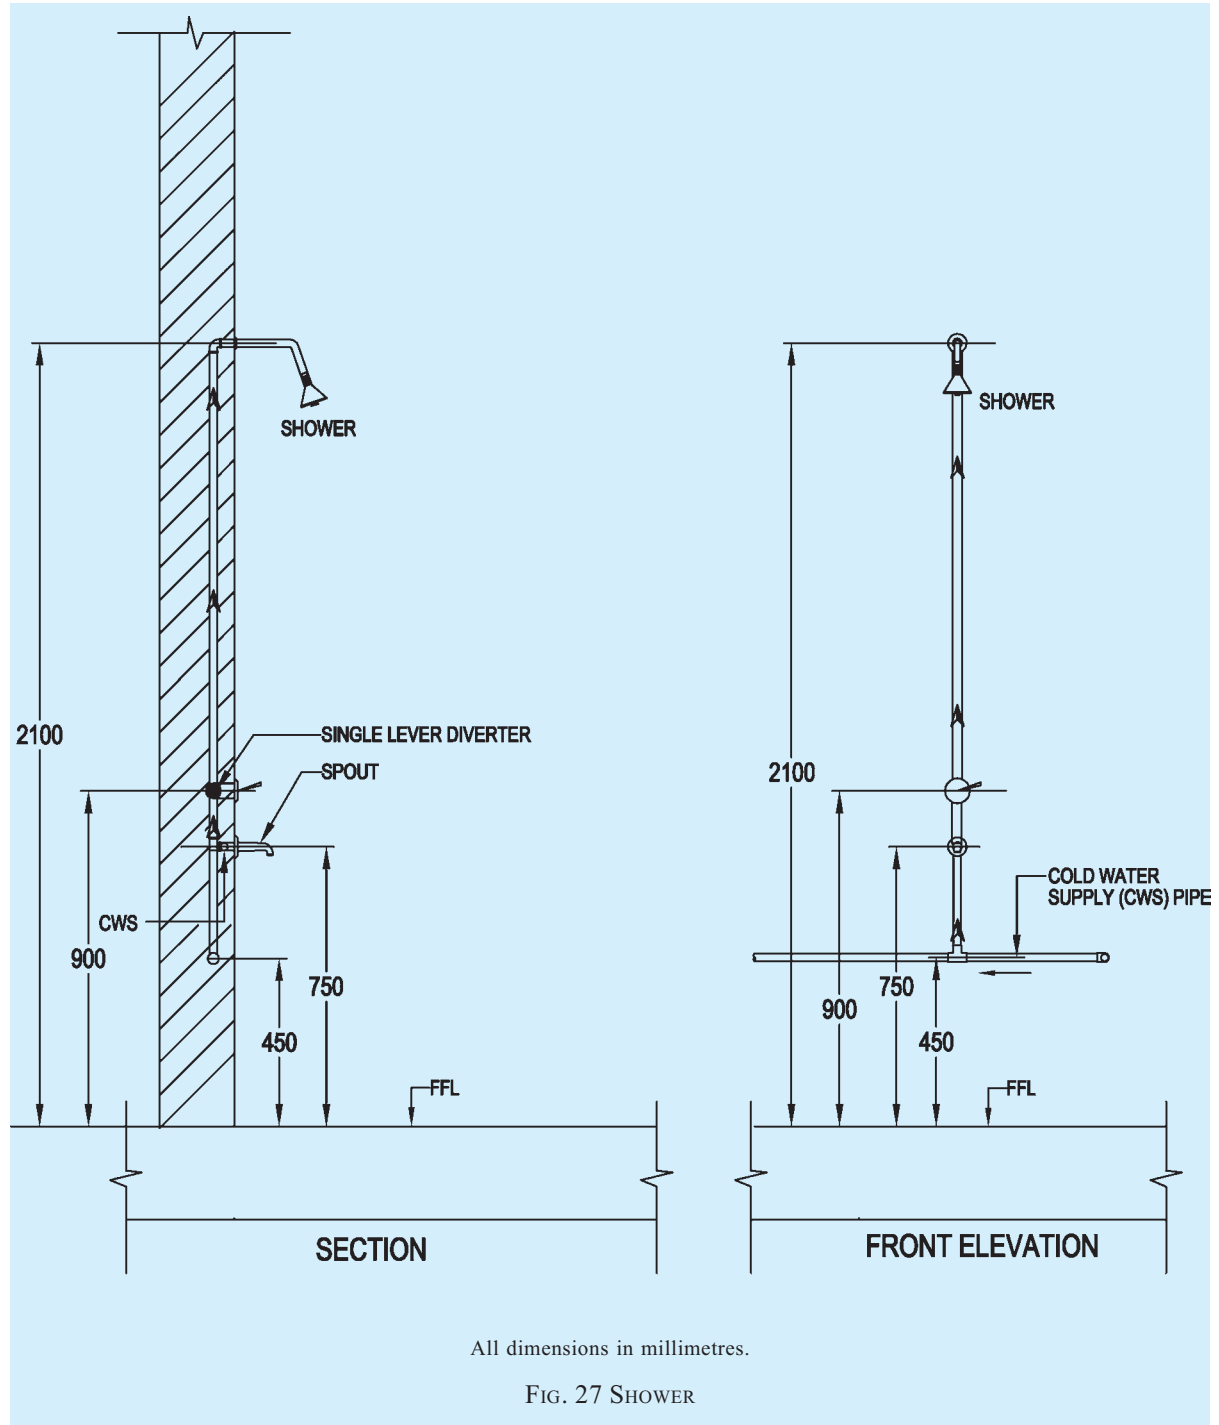 SHOWER
2100
SINGLE LEVER DIVERTER
SPOUT
CWS
900
750
450
FFL
SECTION
SHOWER
2100
COLD WATER
SUPPLY (CWS) PIPE
750
900
450
FFL
FRONT ELEVATION
All dimensions in millimetres.
FIG. 27 SHOWER